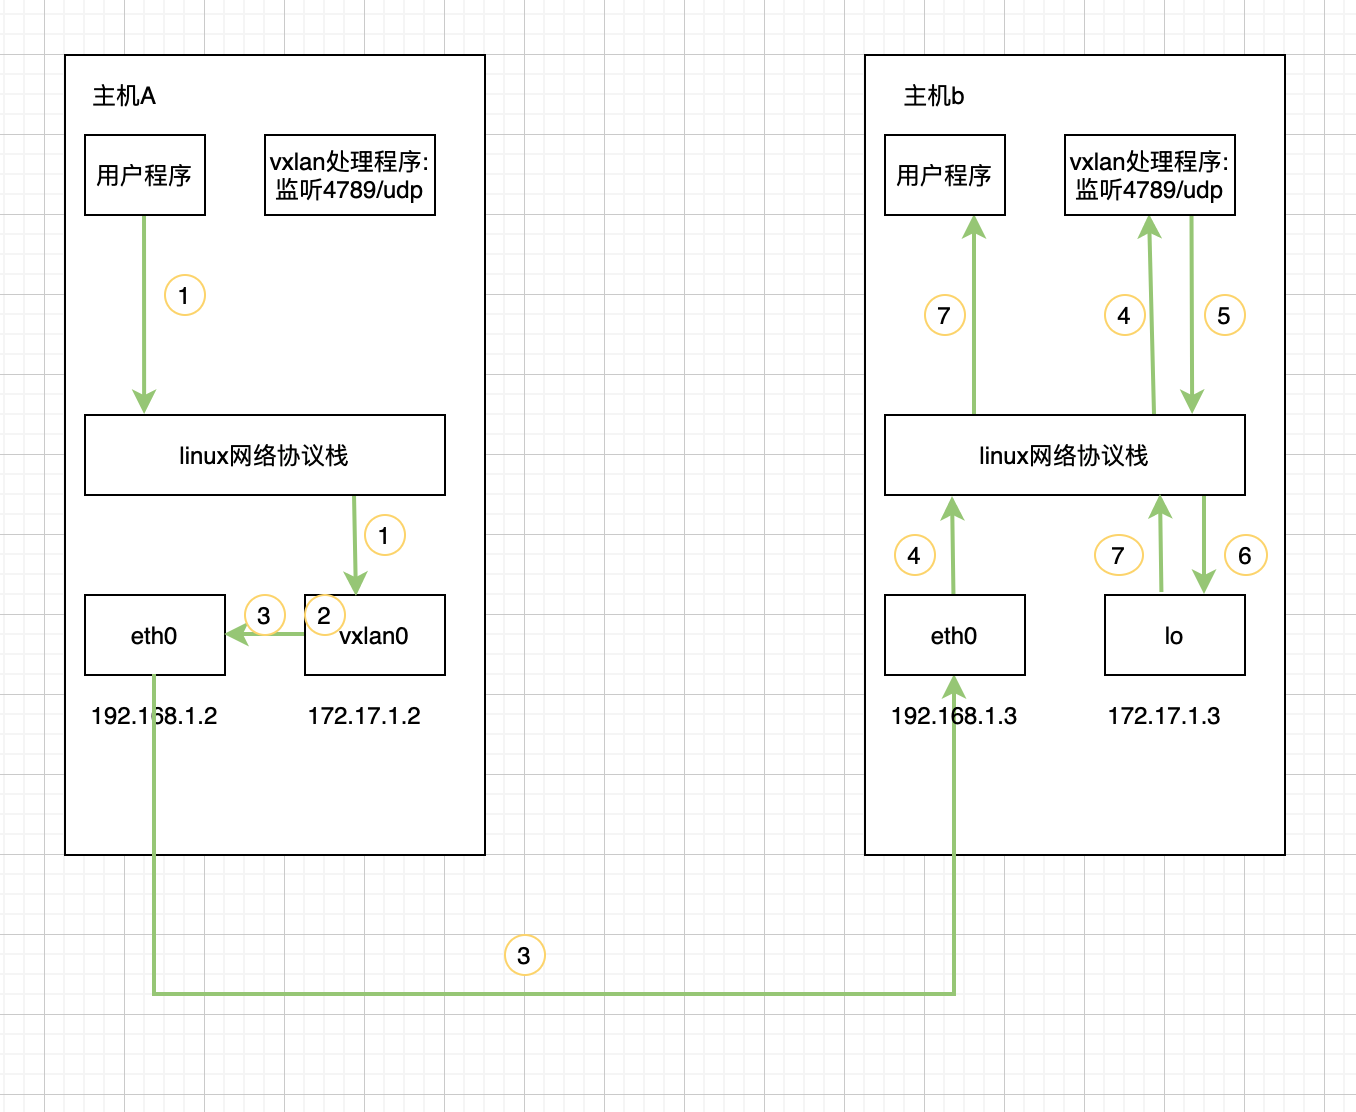 主机A
用户程序
vxlan处理程序:
监听4789/udp
1
linux网络协议栈
1
3
2
eth0
vxlan0
192.168.1.2
172.17.1.2
3
主机b
用户程序
vxlan处理程序:
监听4789/udp
7
4
5
linux网络协议栈
4
7
6
eth0
lo
192.168.1.3
172.17.1.3